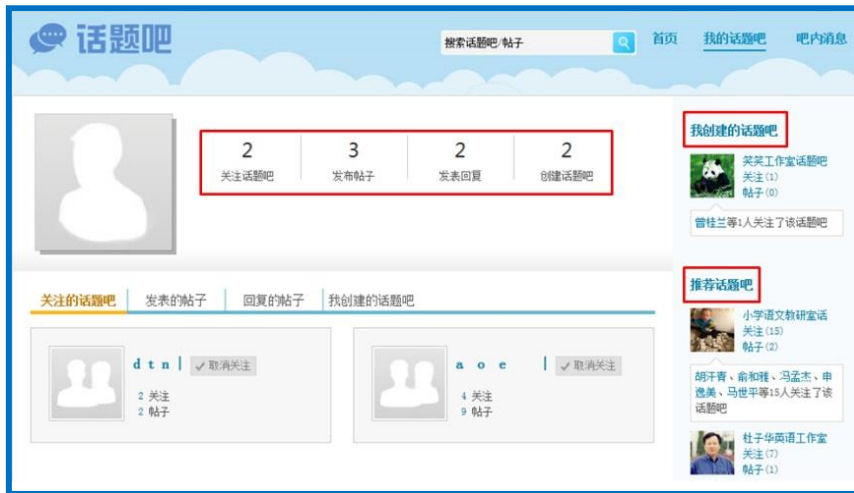 话题吧
搜索话题吧/帖子
首页 我的话题吧 吧内消息
2 3 2 2
关注话题吧 发布帖子 发表回复 创建话题吧
关注的话题吧 发表的帖子 回复的帖子 我创建的话题吧
d t n | 取消关注
2 关注
2 帖子
a o e | 取消关注
4 关注
9 帖子
我创建的话题吧
笑笑工作室话题吧
关注(1)
帖子(0)
曾桂兰等1人关注了该话题吧
推荐话题吧
小学语文教研室话
关注(15)
帖子(2)
胡汗青、俞和雅、冯孟杰、申
逸美、马世平等15人关注了该
话题吧
杜子华英语工作室
关注(7)
帖子(1)